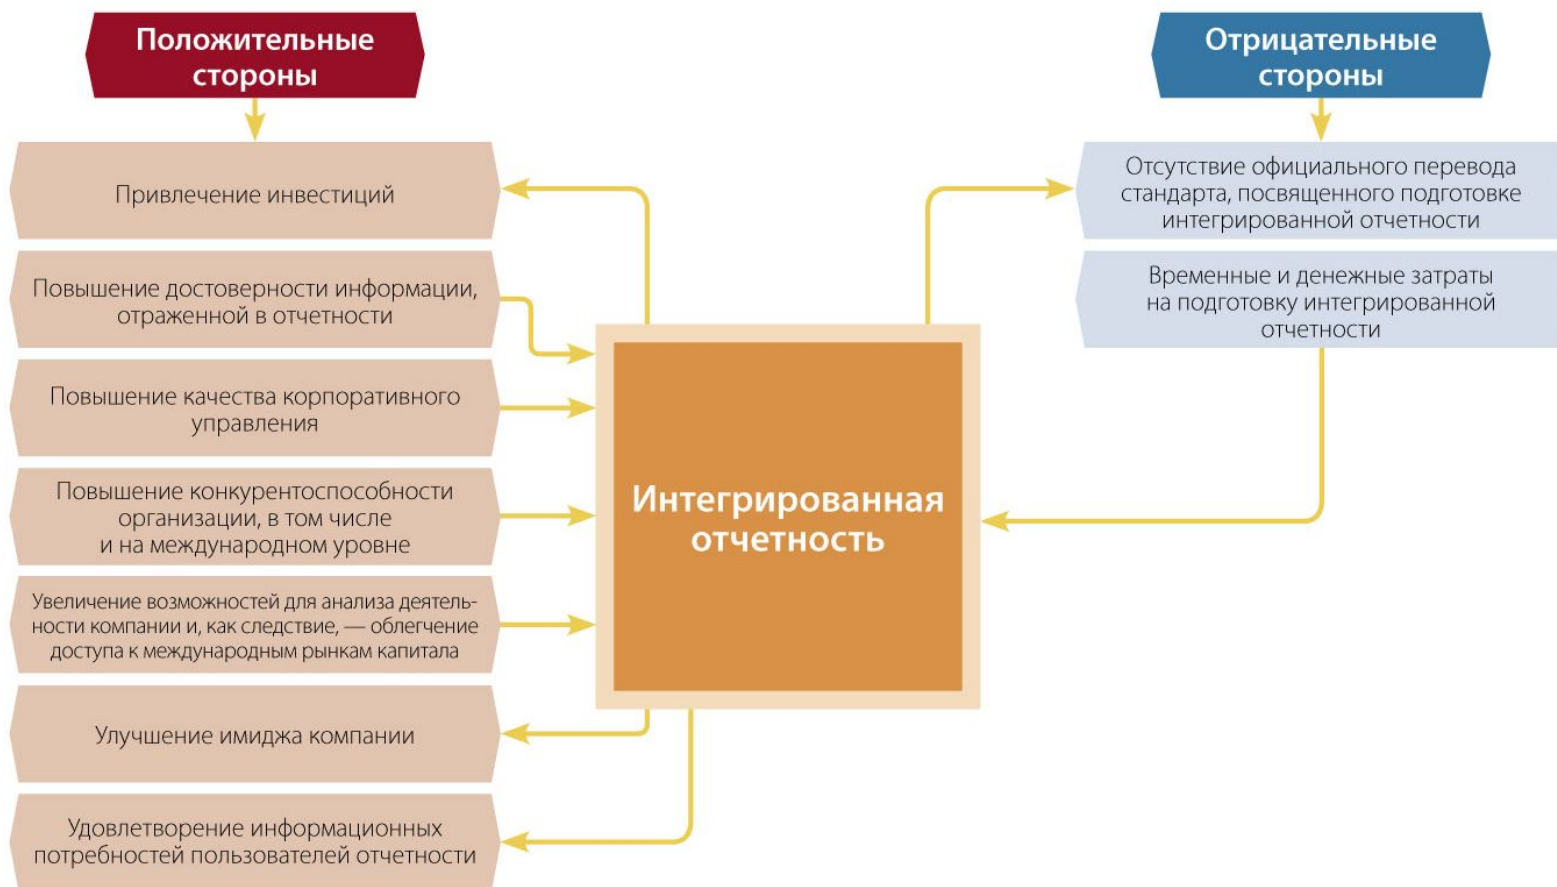 Положительные
стороны
Привлечение инвестиций
Повышение достоверности информации,
отраженной в отчетности
Повышение качества корпоративного
управления
Повышение конкурентоспособности
организации, в том числе
и на международном уровне
Увеличение возможностей для анализа деятель-
ности компании и, как следствие, — облегчение
доступа к международным рынкам капитала
Улучшение имиджа компании
Удовлетворение информационных
потребностей пользователей отчетности
Интегрированная
отчетность
Отрицательные
стороны
Отсутствие официального перевода
стандарта, посвященного подготовке
интегрированной отчетности
Временные и денежные затраты
на подготовку интегрированной
отчетности